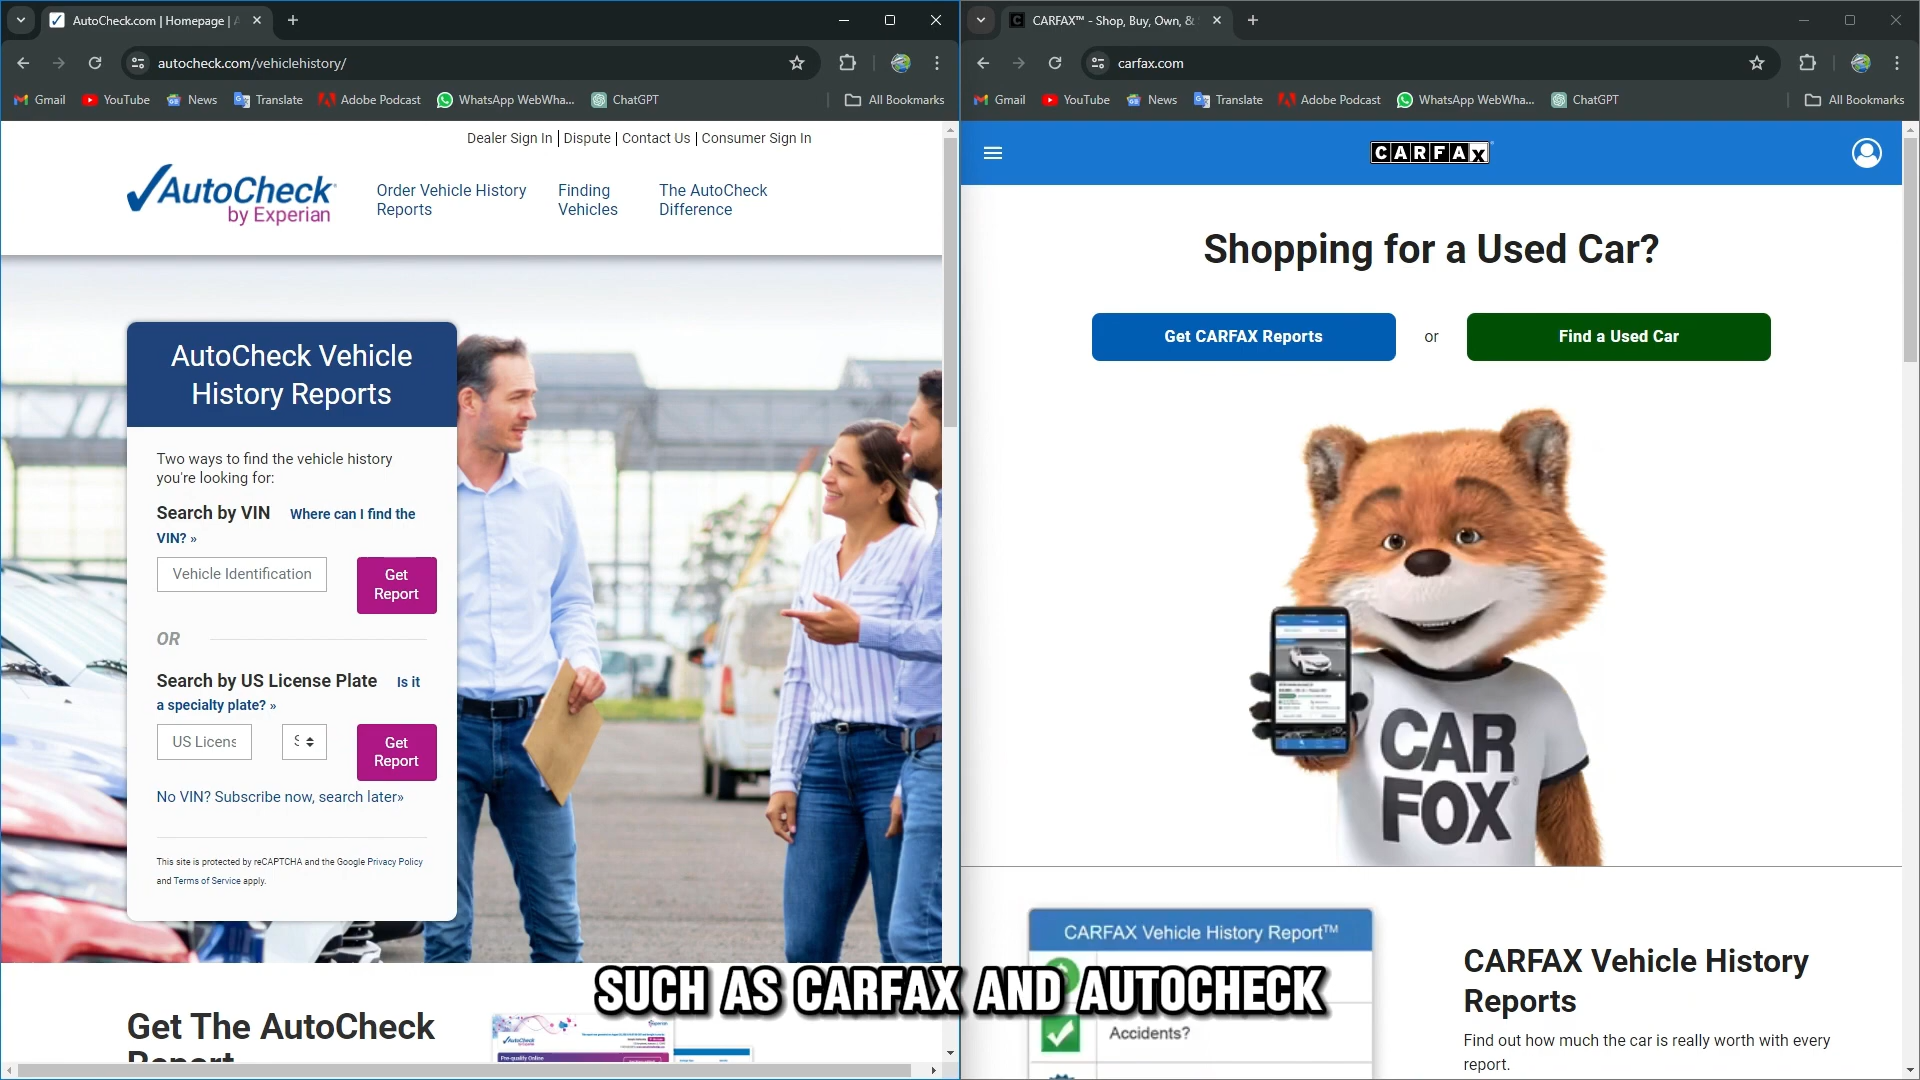 AutoCheck.com | Homepage |
autocheck.com/vehiclehistory/
Gmail YouTube News Translate Adobe Podcast WhatsApp WebWha... ChatGPT All Bookmarks
Dealer Sign In | Dispute | Contact Us | Consumer Sign In
AutoCheck
by Experian
Order Vehicle History
Reports
Finding
Vehicles
The AutoCheck
Difference
AutoCheck Vehicle
History Reports
Two ways to find the vehicle history
you're looking for:
Search by VIN Where can I find the
VIN? »
Vehicle Identification
Get
Report
OR
Search by US License Plate Is it
a specialty plate? »
US Licens
S
Get
Report
No VIN? Subscribe now, search later»
This site is protected by reCAPTCHA and the Google Privacy Policy
and Terms of Service apply.
Get The AutoCheck
Report
CARFAX™ - Shop, Buy, Own, &
carfax.com
Gmail YouTube News Translate Adobe Podcast WhatsApp WebWha... ChatGPT All Bookmarks
CARFAX
Shopping for a Used Car?
Get CARFAX Reports or Find a Used Car
CAR
FOX®
CARFAX Vehicle History Report™
Accidents?
CARFAX Vehicle History
Reports
Find out how much the car is really worth with every
report.
SUCH AS CARFAX AND AUTOCHECK